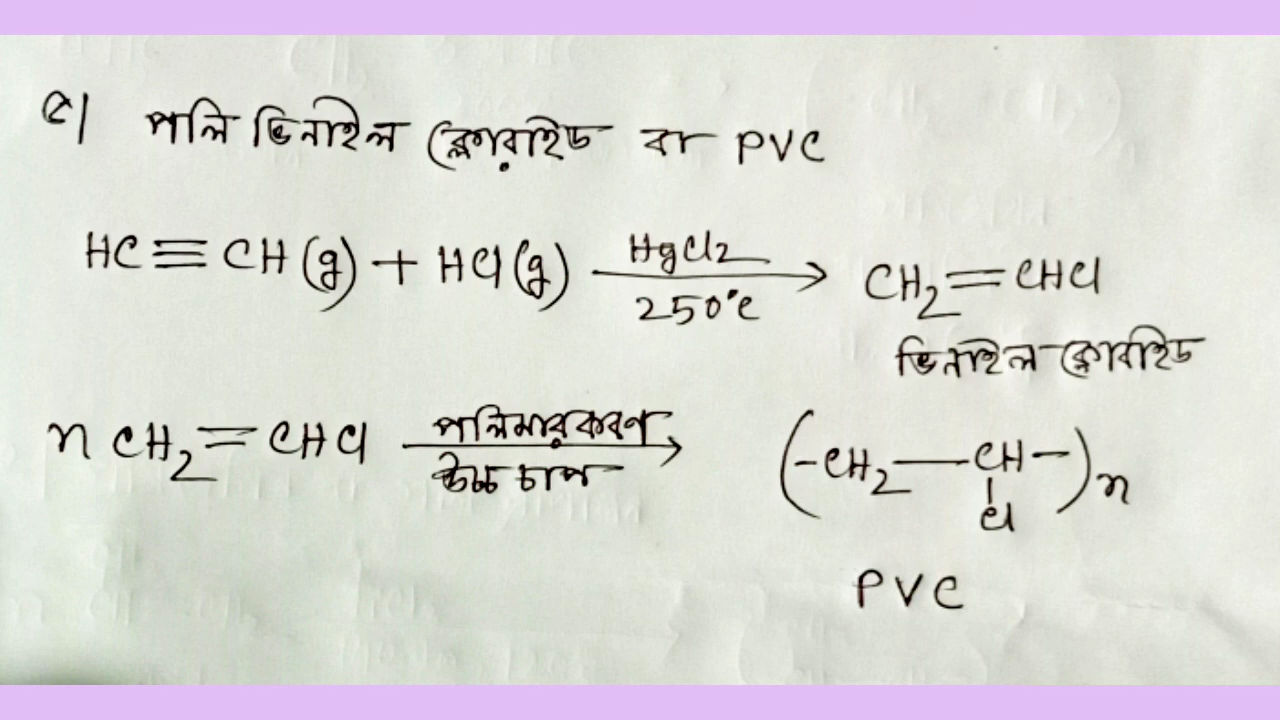 ৫| পলি ভিনাইল ক্লোরাইড বা PVC
HC≡CH(g) + HCl(g) HgCl2 250°C → CH2=CHCl
ভিনাইল ক্লোরাইড
n CH2=CHCl পলিমারকরণ উচ্চ চাপ → (-CH2—CH-)n
Cl
PVC